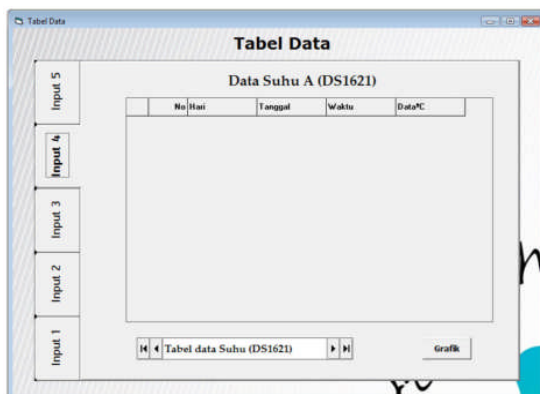 Tabel Data
Tabel Data
Data Suhu A (DS1621)
Input 5
Input 4
Input 3
Input 2
Input 1
No Hari Tanggal Waktu Data°C
Tabel data Suhu (DS1621)
Grafik